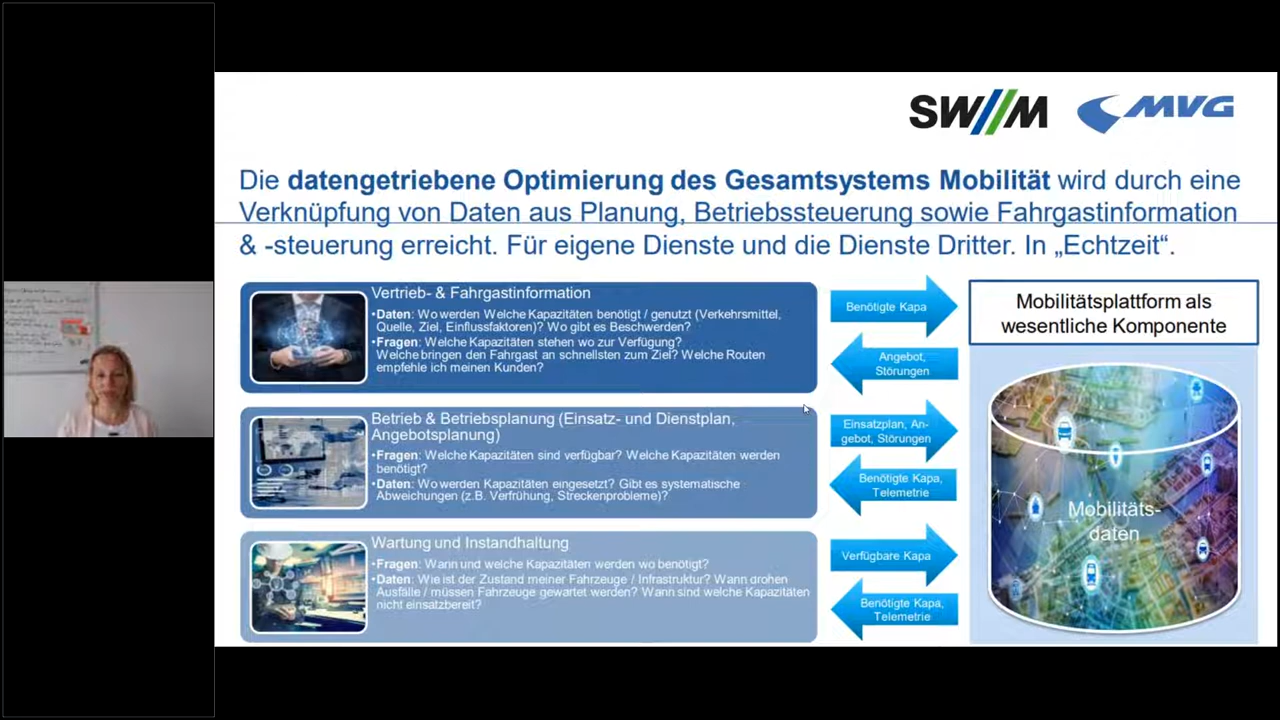 SW//M MVG
Die datengetriebene Optimierung des Gesamtsystems Mobilität wird durch eine
Verknüpfung von Daten aus Planung, Betriebssteuerung sowie Fahrgastinformation
& -steuerung erreicht. Für eigene Dienste und die Dienste Dritter. In „Echtzeit“.
Vertrieb- & Fahrgastinformation
•Daten: Wo werden Welche Kapazitäten benötigt / genutzt (Verkehrsmittel,
Quelle, Ziel, Einflussfaktoren)? Wo gibt es Beschwerden?
•Fragen: Welche Kapazitäten stehen wo zur Verfügung?
Welche bringen den Fahrgast an schnellsten zum Ziel? Welche Routen
empfehle ich meinen Kunden?
Benötigte Kapa
Angebot,
Störungen
Betrieb & Betriebsplanung (Einsatz- und Dienstplan,
Angebotsplanung)
•Fragen: Welche Kapazitäten sind verfügbar? Welche Kapazitäten werden
benötigt?
•Daten: Wo werden Kapazitäten eingesetzt? Gibt es systematische
Abweichungen (z.B. Verfrühung, Streckenprobleme)?
Einsatzplan, An-
gebot, Störungen
Benötigte Kapa,
Telemetrie
Wartung und Instandhaltung
•Fragen: Wann und welche Kapazitäten werden wo benötigt?
•Daten: Wie ist der Zustand meiner Fahrzeuge / Infrastruktur? Wann drohen
Ausfälle / müssen Fahrzeuge gewartet werden? Wann sind welche Kapazitäten
nicht einsatzbereit?
Verfügbare Kapa
Benötigte Kapa,
Telemetrie
Mobilitätsplattform als
wesentliche Komponente
Mobilitäts-
daten